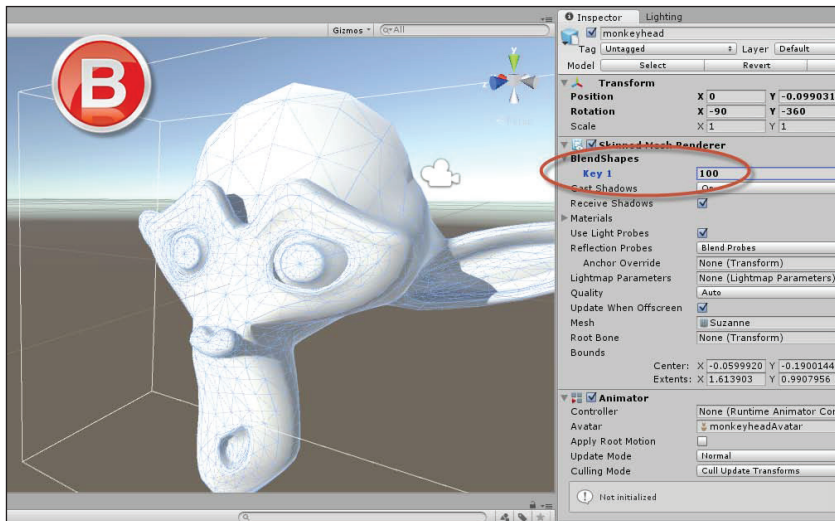 B
Gizmos
All
y
Inspector
Lighting
monkeyhead
Tag Untagged Layer Default
Model Select Revert
Transform
Position X 0 Y -0.099031
Rotation X -90 Y -360
Scale X 1 Y 1
Skinned Mesh Renderer
BlendShapes
Key 1 100
Cast Shadows On
Receive Shadows
Materials
Use Light Probes
Reflection Probes Blend Probes
Anchor Override None (Transform)
Lightmap Parameters None (Lightmap Parameters)
Quality Auto
Update When Offscreen
Mesh Suzanne
Root Bone None (Transform)
Bounds
Center: X -0.0599920 Y -0.1900144
Extents: X 1.613903 Y 0.9907956
Animator
Controller None (Runtime Animator Cor
Avatar monkeyheadAvatar
Apply Root Motion
Update Mode Normal
Culling Mode Cull Update Transforms
Not initialized